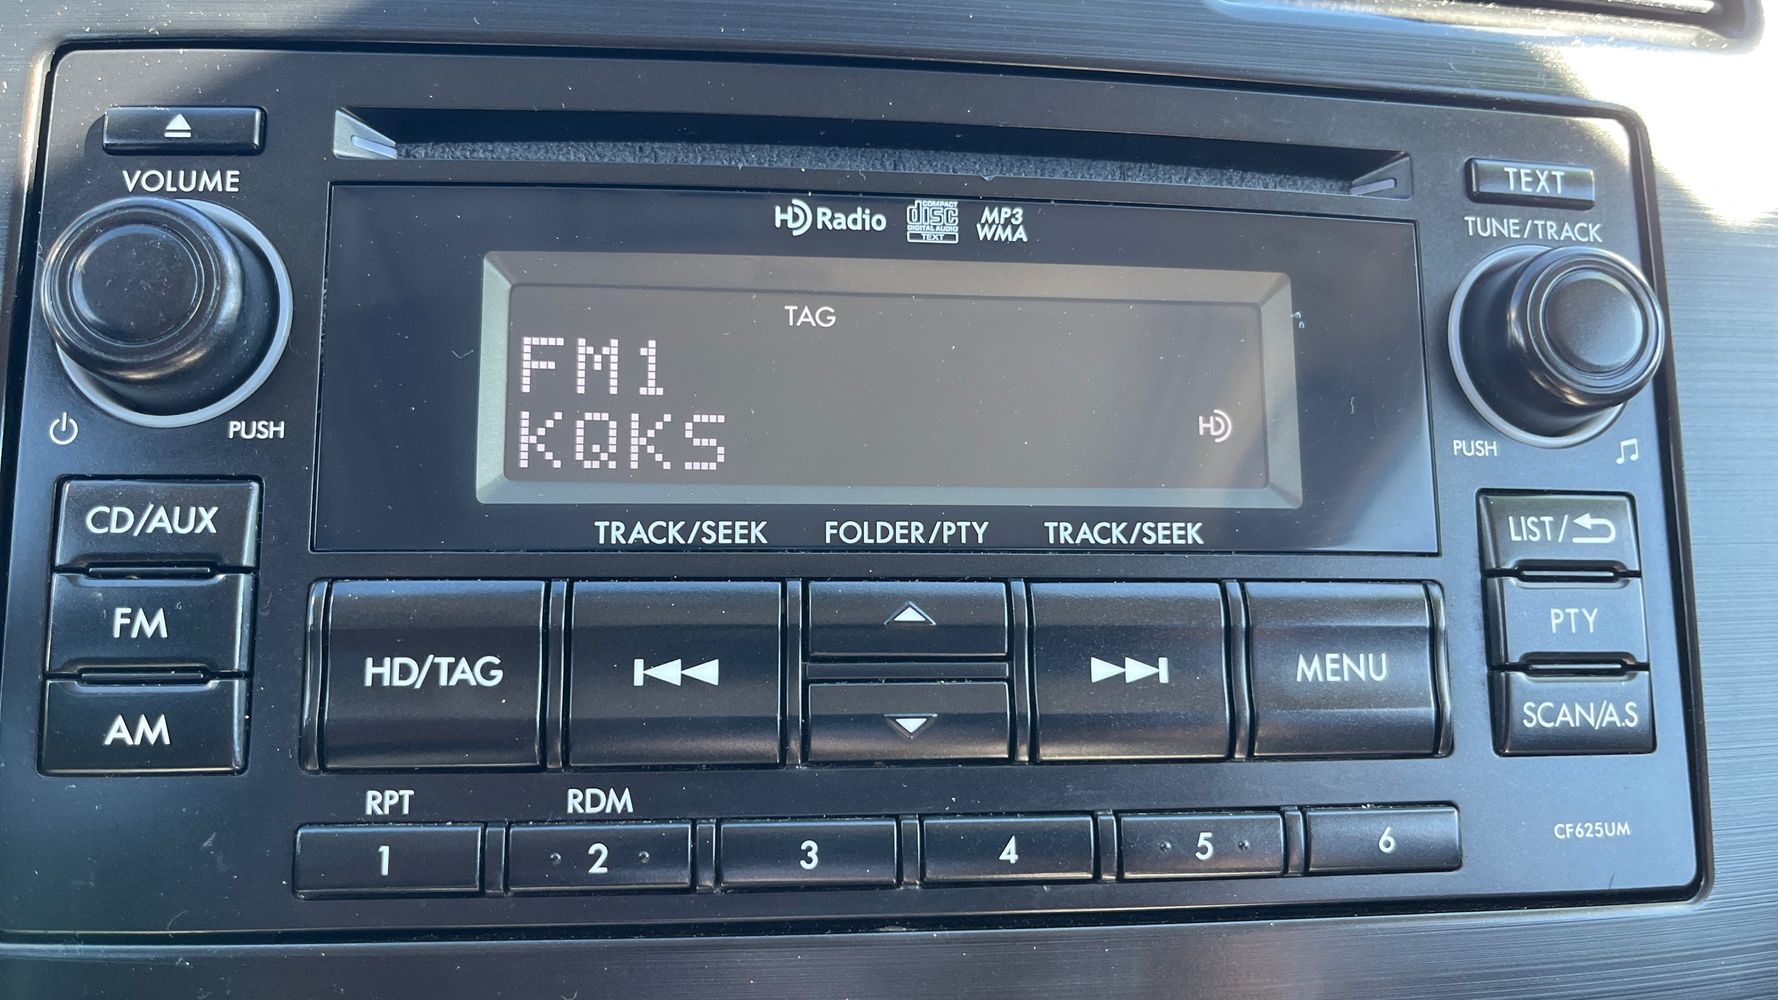 VOLUME
PUSH
HD Radio
COMPACT
disc
DIGITAL AUDIO
TEXT
MP3
WMA
TEXT
TUNE/TRACK
PUSH
TAG
FM1
KQKS
HD
TRACK/SEEK FOLDER/PTY TRACK/SEEK
CD/AUX
FM
AM
HD/TAG
MENU
LIST/
PTY
SCAN/A.S
RPT RDM
1 2 3 4 5 6
CF625UM